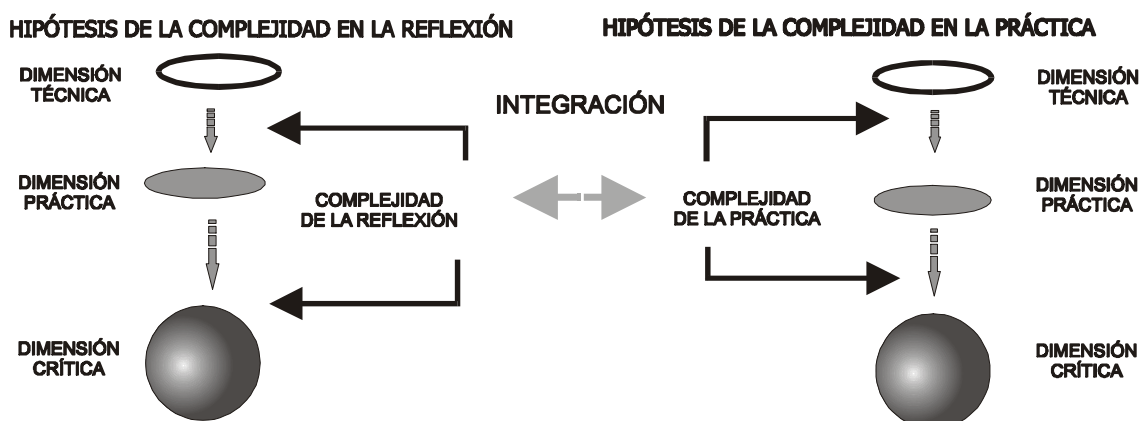 HIPÓTESIS DE LA COMPLEJIDAD EN LA REFLEXIÓN
DIMENSIÓN
TÉCNICA
DIMENSIÓN
PRÁCTICA
COMPLEJIDAD
DE LA REFLEXIÓN
DIMENSIÓN
CRÍTICA
INTEGRACIÓN
HIPÓTESIS DE LA COMPLEJIDAD EN LA PRÁCTICA
DIMENSIÓN
TÉCNICA
COMPLEJIDAD
DE LA PRÁCTICA
DIMENSIÓN
PRÁCTICA
DIMENSIÓN
CRÍTICA